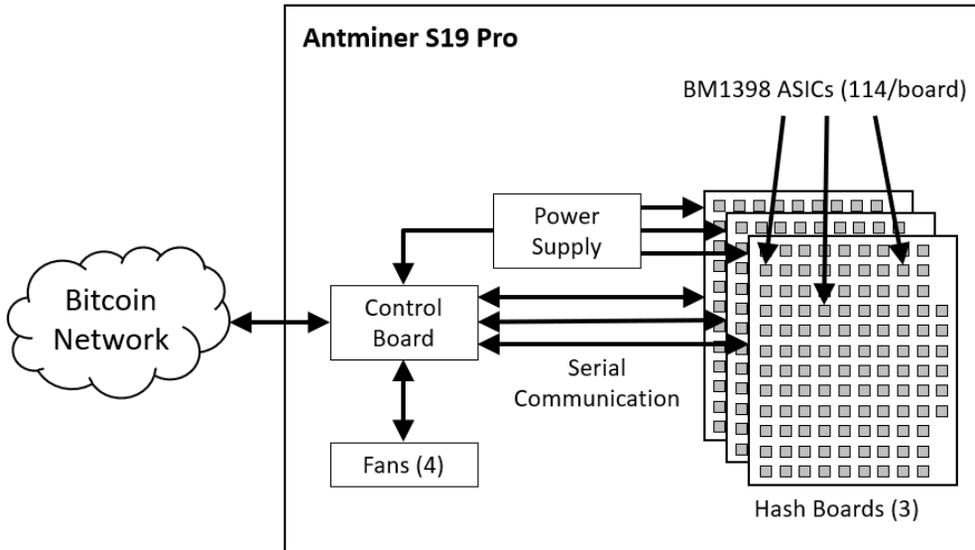 Antminer S19 Pro
BM1398 ASICs (114/board)
Power
Supply
Bitcoin
Network
Control
Board
Serial
Communication
Fans (4)
Hash Boards (3)